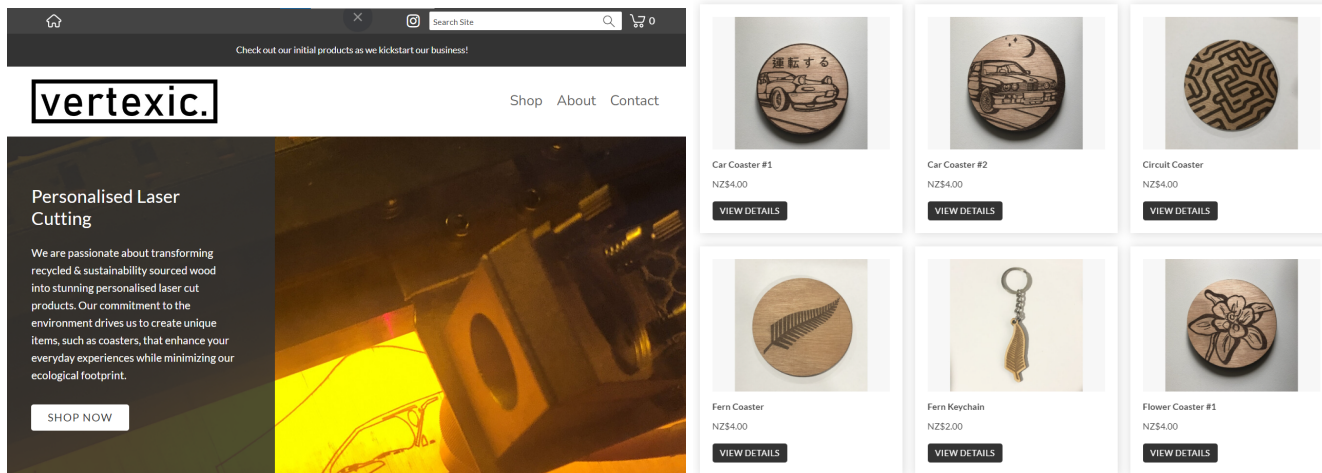 Search Site
0
Check out our initial products as we kickstart our business!
vertexic.
Shop About Contact
Personalised Laser
Cutting
We are passionate about transforming
recycled & sustainability sourced wood
into stunning personalised laser cut
products. Our commitment to the
environment drives us to create unique
items, such as coasters, that enhance your
everyday experiences while minimizing our
ecological footprint.
SHOP NOW
運転する
Car Coaster #1
NZ$4.00
VIEW DETAILS
Car Coaster #2
NZ$4.00
VIEW DETAILS
Circuit Coaster
NZ$4.00
VIEW DETAILS
Fern Coaster
NZ$4.00
VIEW DETAILS
Fern Keychain
NZ$2.00
VIEW DETAILS
Flower Coaster #1
NZ$4.00
VIEW DETAILS